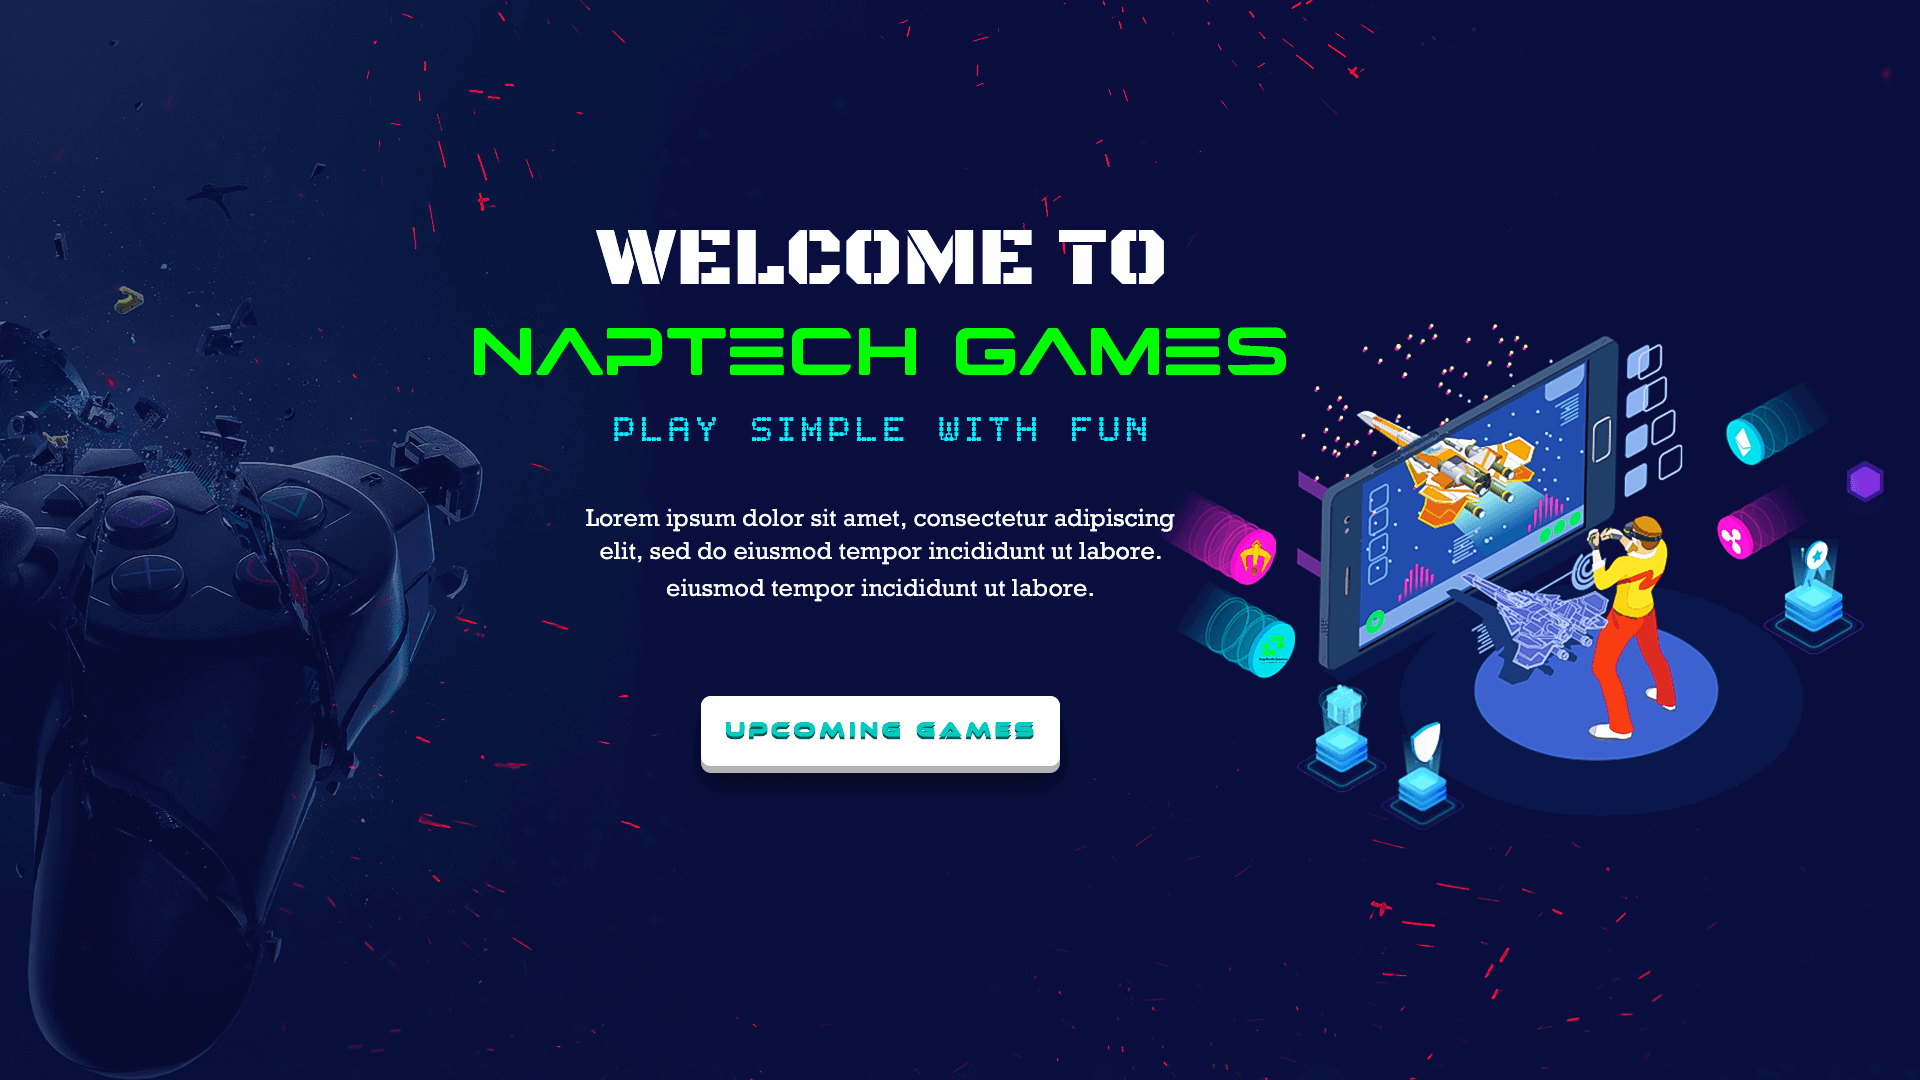 WELCOME TO
NAPTECH GAMES
PLAY SIMPLE WITH FUN
Lorem ipsum dolor sit amet, consectetur adipiscing
elit, sed do eiusmod tempor incididunt ut labore.
eiusmod tempor incididunt ut labore.
UPCOMING GAMES